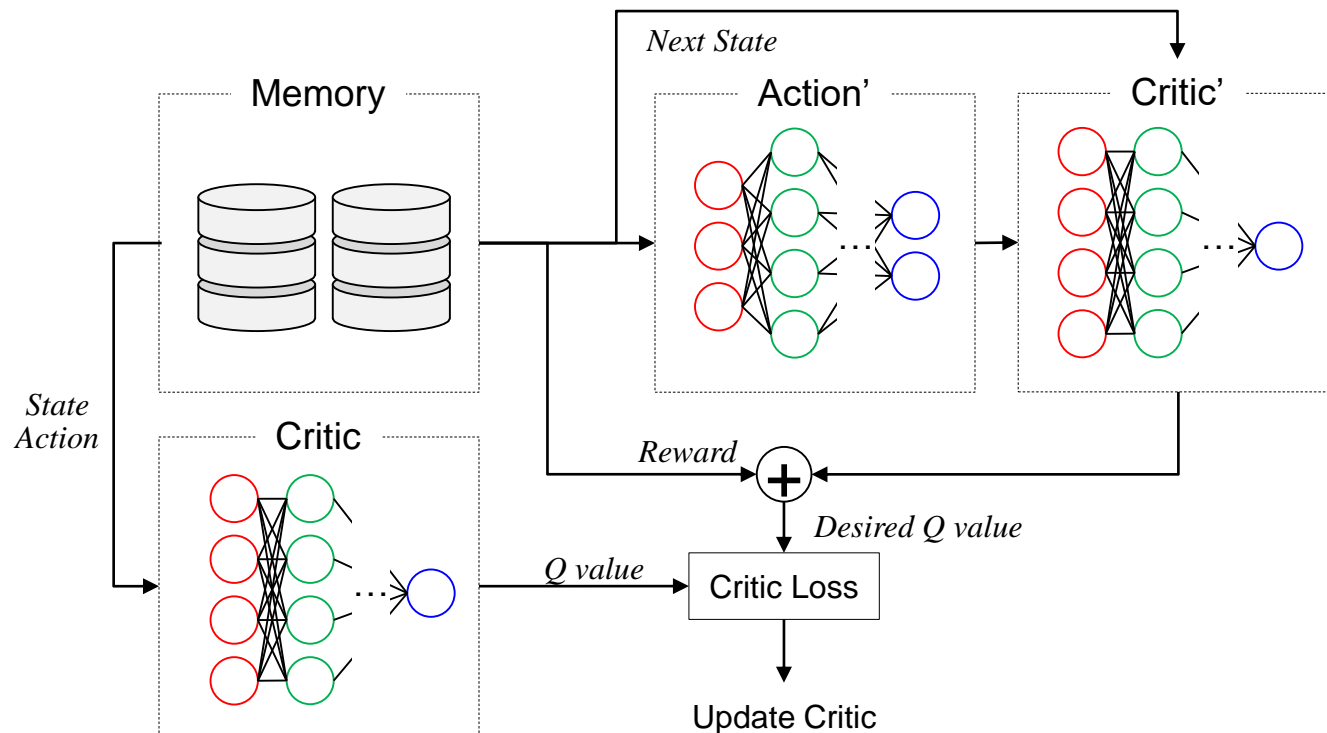 Next State
Memory
Action’
Critic’
State
Action
Critic
Reward
+
Desired Q value
Q value
Critic Loss
Update Critic